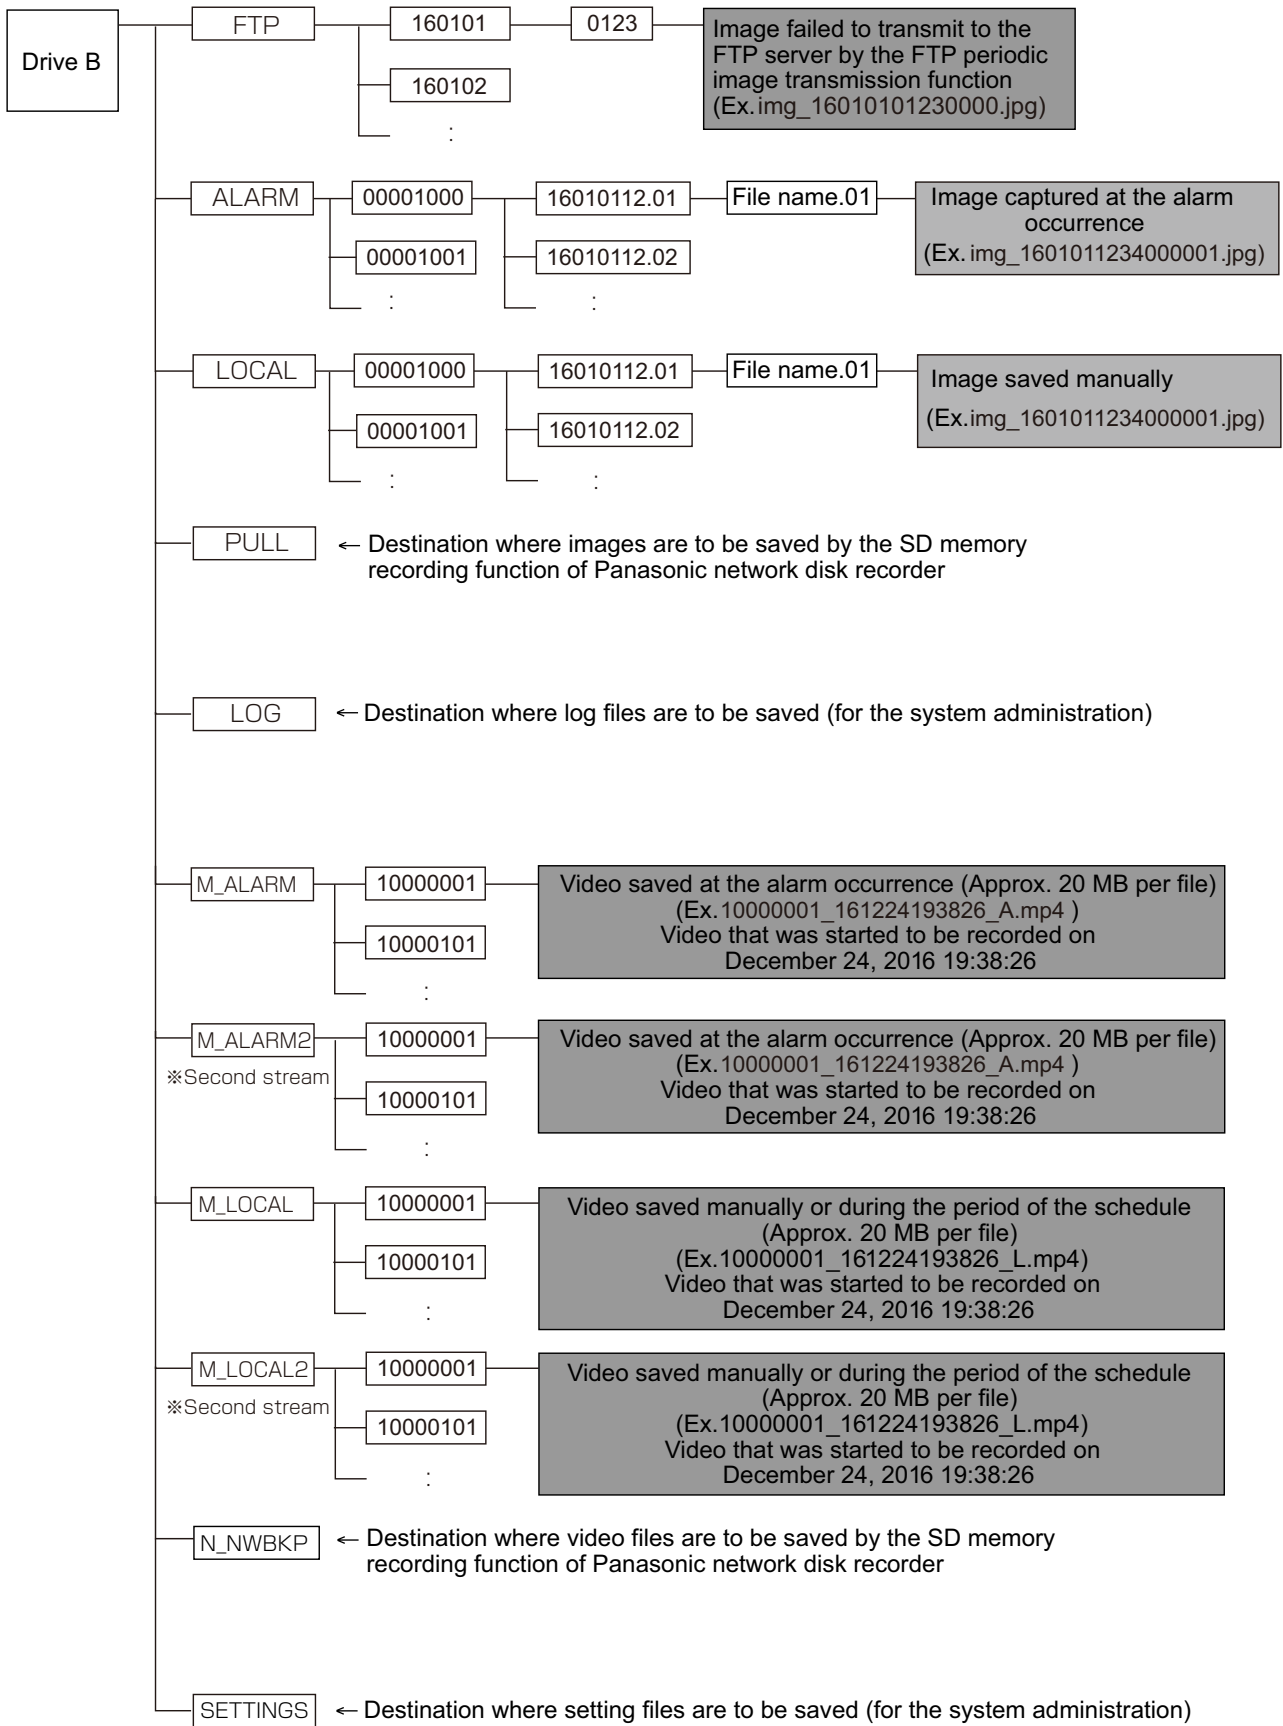 Drive B
FTP
160101
0123
Image failed to transmit to the
FTP server by the FTP periodic
image transmission function
(Ex.img_16010101230000.jpg)
160102
:
ALARM
00001000
16010112.01
File name.01
Image captured at the alarm
occurrence
(Ex. img_1601011234000001.jpg)
00001001
16010112.02
:
:
LOCAL
00001000
16010112.01
File name.01
Image saved manually
(Ex.img_1601011234000001.jpg)
00001001
16010112.02
:
:
PULL
← Destination where images are to be saved by the SD memory
recording function of Panasonic network disk recorder
LOG
← Destination where log files are to be saved (for the system administration)
M_ALARM
10000001
Video saved at the alarm occurrence (Approx. 20 MB per file)
(Ex.10000001_161224193826_A.mp4 )
Video that was started to be recorded on
December 24, 2016 19:38:26
10000101
:
M_ALARM2
※Second stream
10000001
Video saved at the alarm occurrence (Approx. 20 MB per file)
(Ex.10000001_161224193826_A.mp4 )
Video that was started to be recorded on
December 24, 2016 19:38:26
10000101
:
M_LOCAL
10000001
Video saved manually or during the period of the schedule
(Approx. 20 MB per file)
(Ex.10000001_161224193826_L.mp4)
Video that was started to be recorded on
December 24, 2016 19:38:26
10000101
:
M_LOCAL2
※Second stream
10000001
Video saved manually or during the period of the schedule
(Approx. 20 MB per file)
(Ex.10000001_161224193826_L.mp4)
Video that was started to be recorded on
December 24, 2016 19:38:26
10000101
:
N_NWBKP
← Destination where video files are to be saved by the SD memory
recording function of Panasonic network disk recorder
SETTINGS
← Destination where setting files are to be saved (for the system administration)